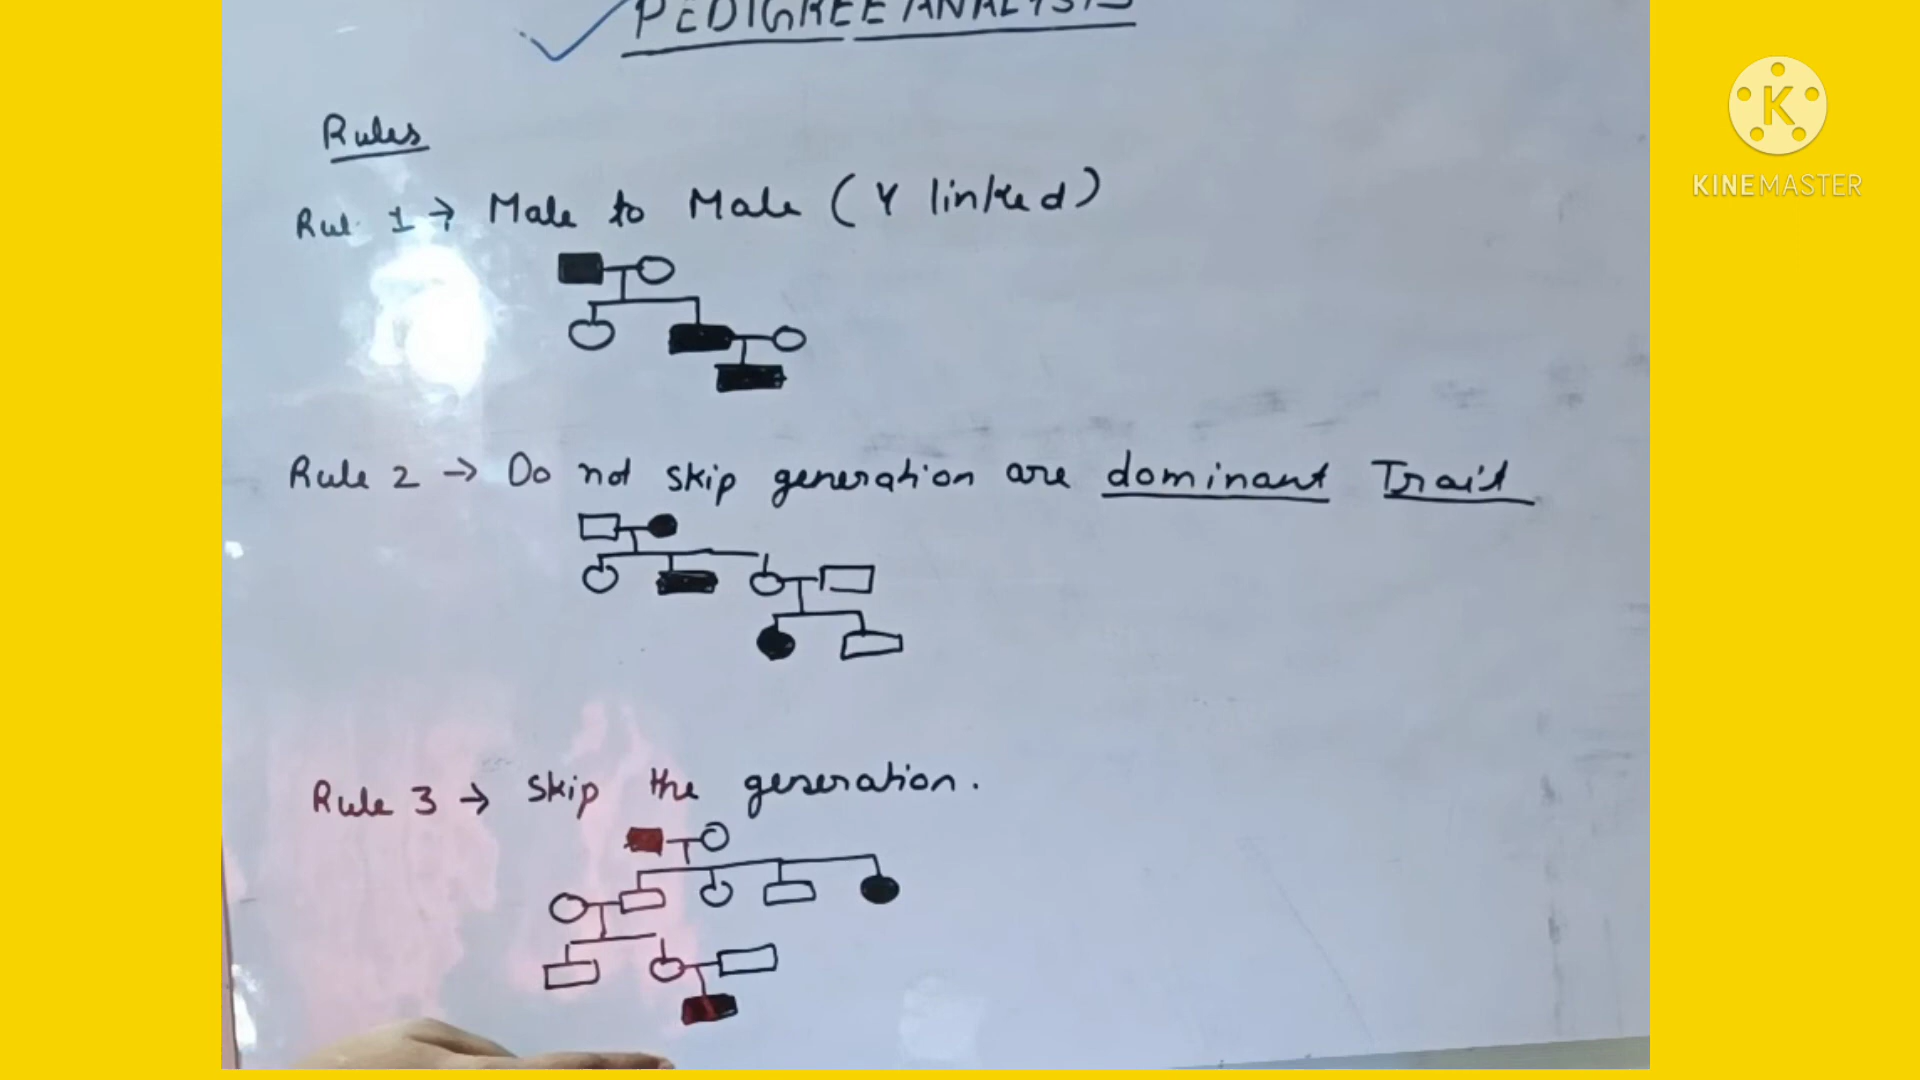 PEDIGREE ANALYSIS
Rules
Rul 1 → Male to Male (Y linked)
Rule 2 → Do not skip generation are dominant Trait
Rule 3 → skip the generation.
K
KINEMASTER